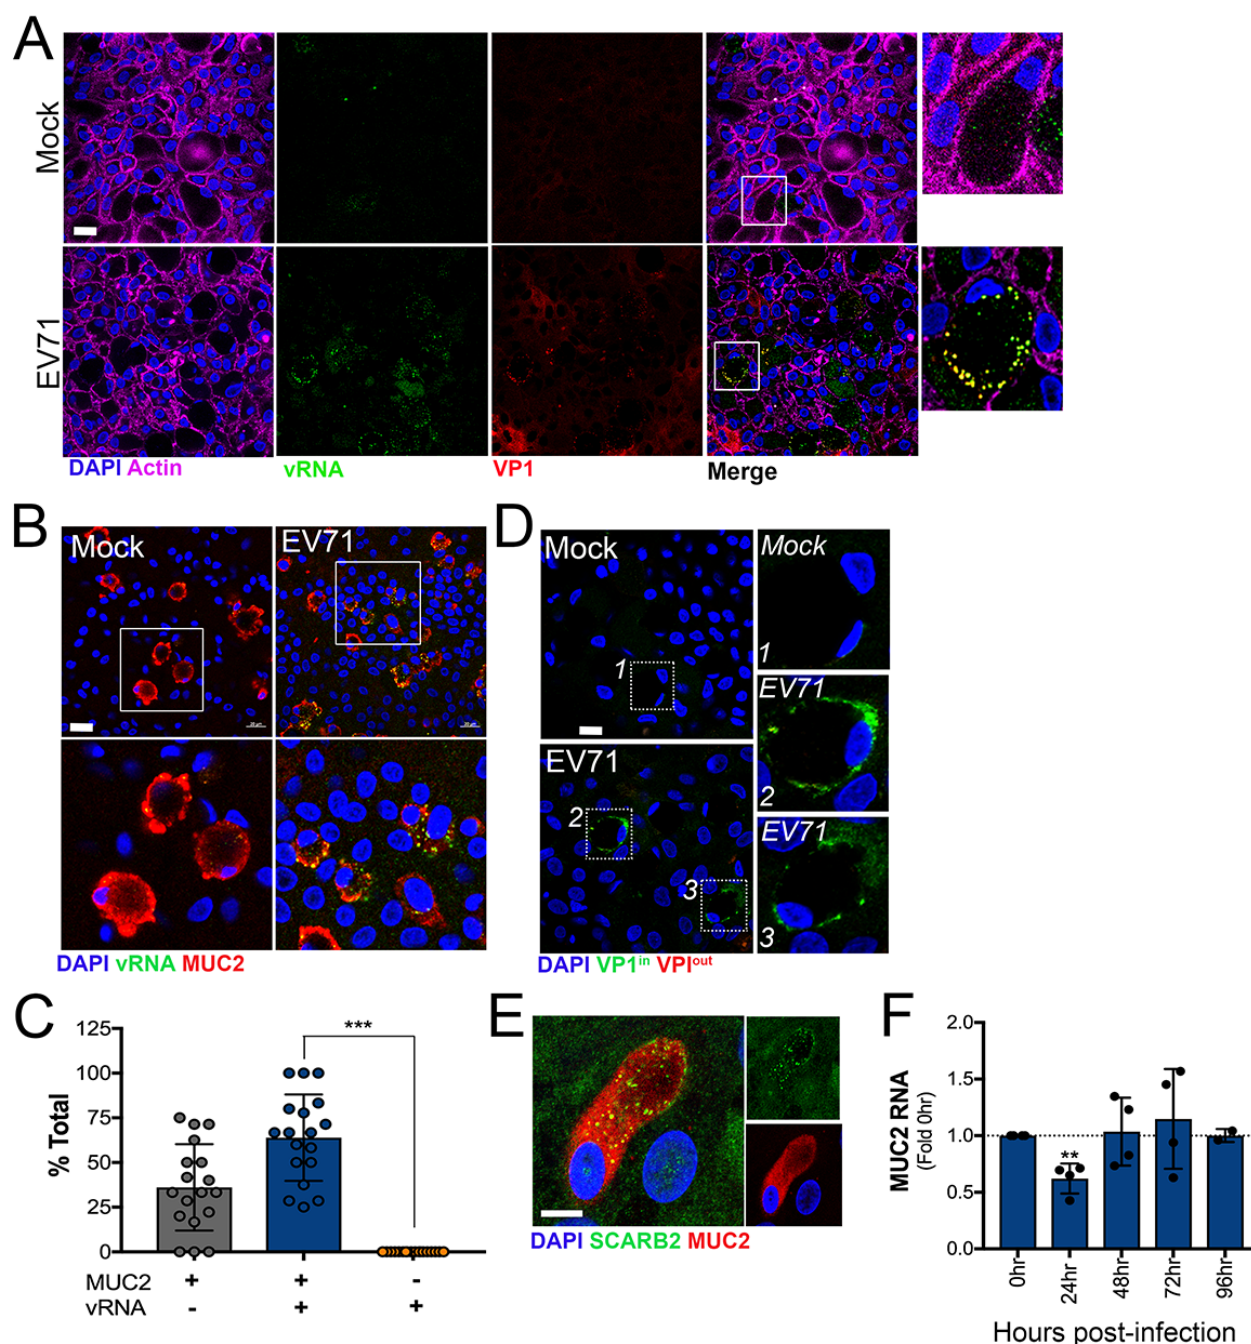 A
Mock
EV71
DAPI Actin
vRNA
VP1
Merge
B
Mock
EV71
DAPI vRNA MUC2
D
Mock
1
EV71
2
3
Mock
1
EV71
2
EV71
3
DAPI VP1in VPIout
C
% Total
125
100
75
50
25
0
***
MUC2 + + -
vRNA - + +
E
DAPI SCARB2 MUC2
F
MUC2 RNA
(Fold 0hr)
2.0
1.5
1.0
0.5
0.0
**
0hr
24hr
48hr
72hr
96hr
Hours post-infection